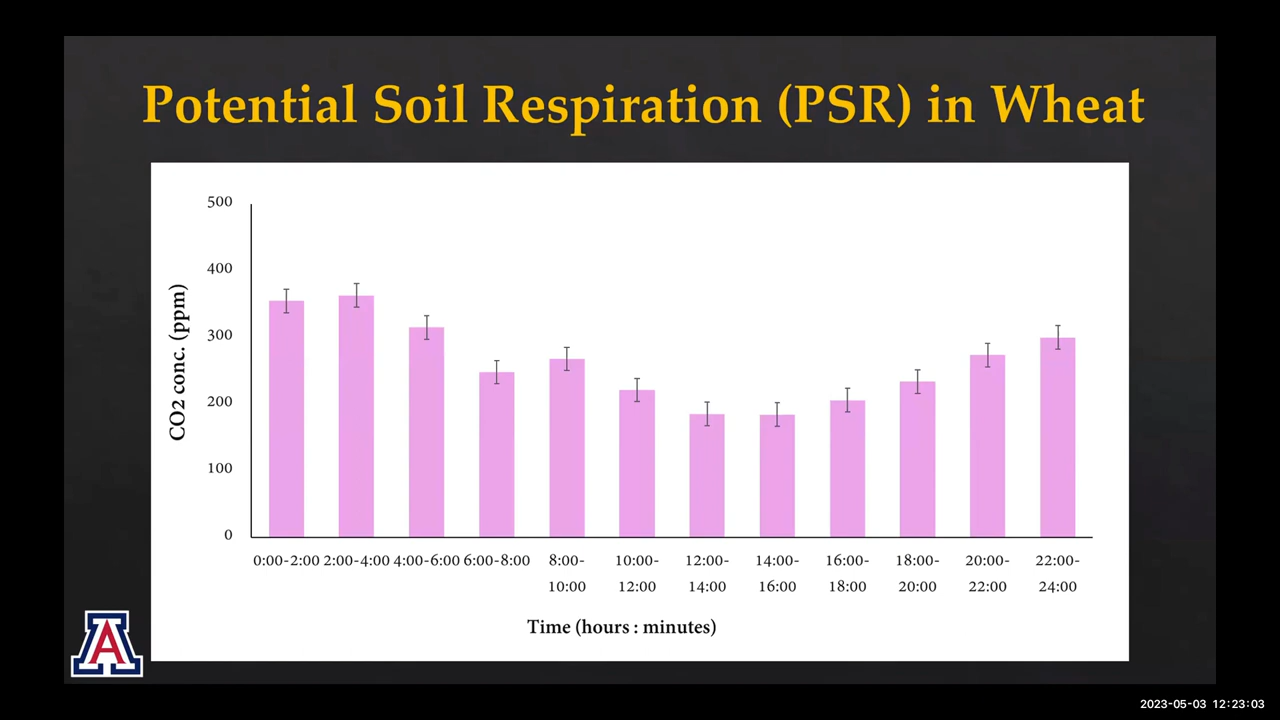 Potential Soil Respiration (PSR) in Wheat
500
400
300
200
100
0
CO2 conc. (ppm)
0:00-2:00 2:00-4:00 4:00-6:00 6:00-8:00 8:00- 10:00- 12:00- 14:00- 16:00- 18:00- 20:00- 22:00-
10:00 12:00 14:00 16:00 18:00 20:00 22:00 24:00
Time (hours : minutes)
A
2023-05-03 12:23:03